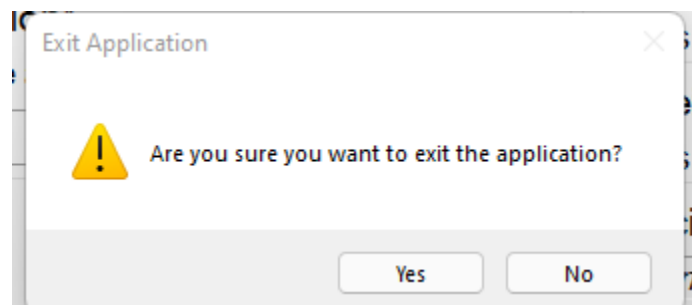 Exit Application
Are you sure you want to exit the application?
Yes
No